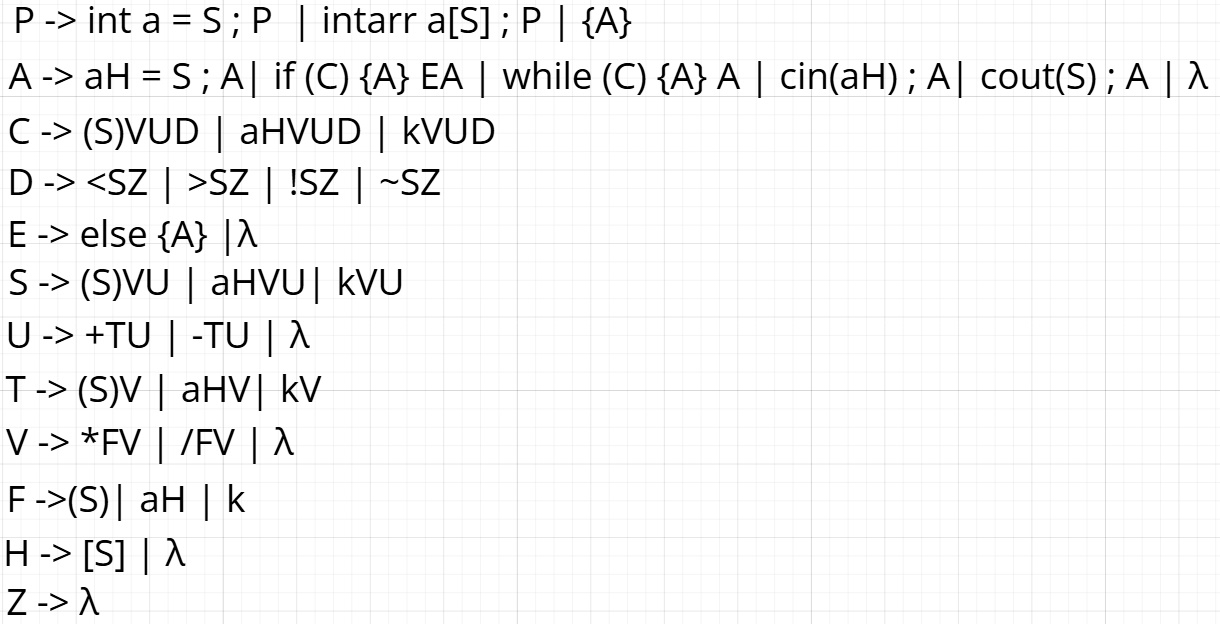 P -> int a = S ; P | intarr a[S] ; P | {A}
A -> aH = S ; A| if (C) {A} EA | while (C) {A} A | cin(aH) ; A| cout(S) ; A | λ
C -> (S)VUD | aHVUD | kVUD
D -> <SZ | >SZ | !SZ | ~SZ
E -> else {A} |λ
S -> (S)VU | aHVU| kVU
U -> +TU | -TU | λ
T -> (S)V | aHV| kV
V -> *FV | /FV | λ
F ->(S)| aH | k
H -> [S] | λ
Z -> λ